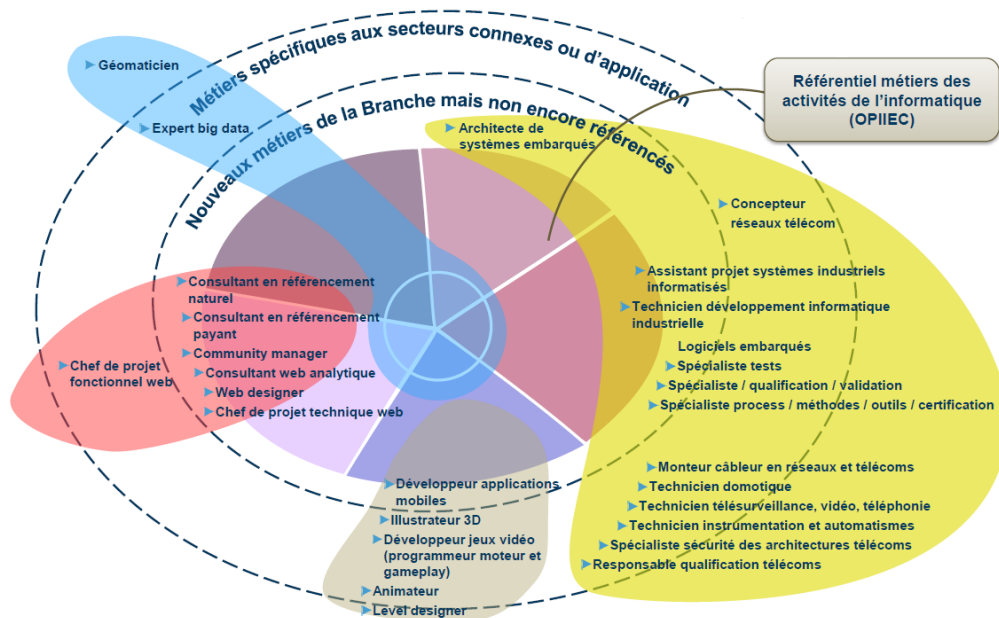 Métiers spécifiques aux secteurs connexes ou d'application
Nouveaux métiers de la Branche mais non encore référencés
Référentiel métiers des
activités de l'informatique
(OPIIEC)
Géomaticien
Expert big data
Architecte de
systèmes embarqués
Concepteur
réseaux télécom
Assistant projet systèmes industriels
informatisés
Technicien développement informatique
industrielle
Logiciels embarqués
Spécialiste tests
Spécialiste / qualification / validation
Spécialiste process / méthodes / outils / certification
Monteur câbleur en réseaux et télécoms
Technicien domotique
Technicien télésurveillance, vidéo, téléphonie
Technicien instrumentation et automatismes
Spécialiste sécurité des architectures télécoms
Responsable qualification télécoms
Consultant en référencement
naturel
Consultant en référencement
payant
Community manager
Consultant web analytique
Web designer
Chef de projet technique web
Chef de projet
fonctionnel web
Développeur applications
mobiles
Illustrateur 3D
Développeur jeux vidéo
(programmeur moteur et
gameplay)
Animateur
Level designer